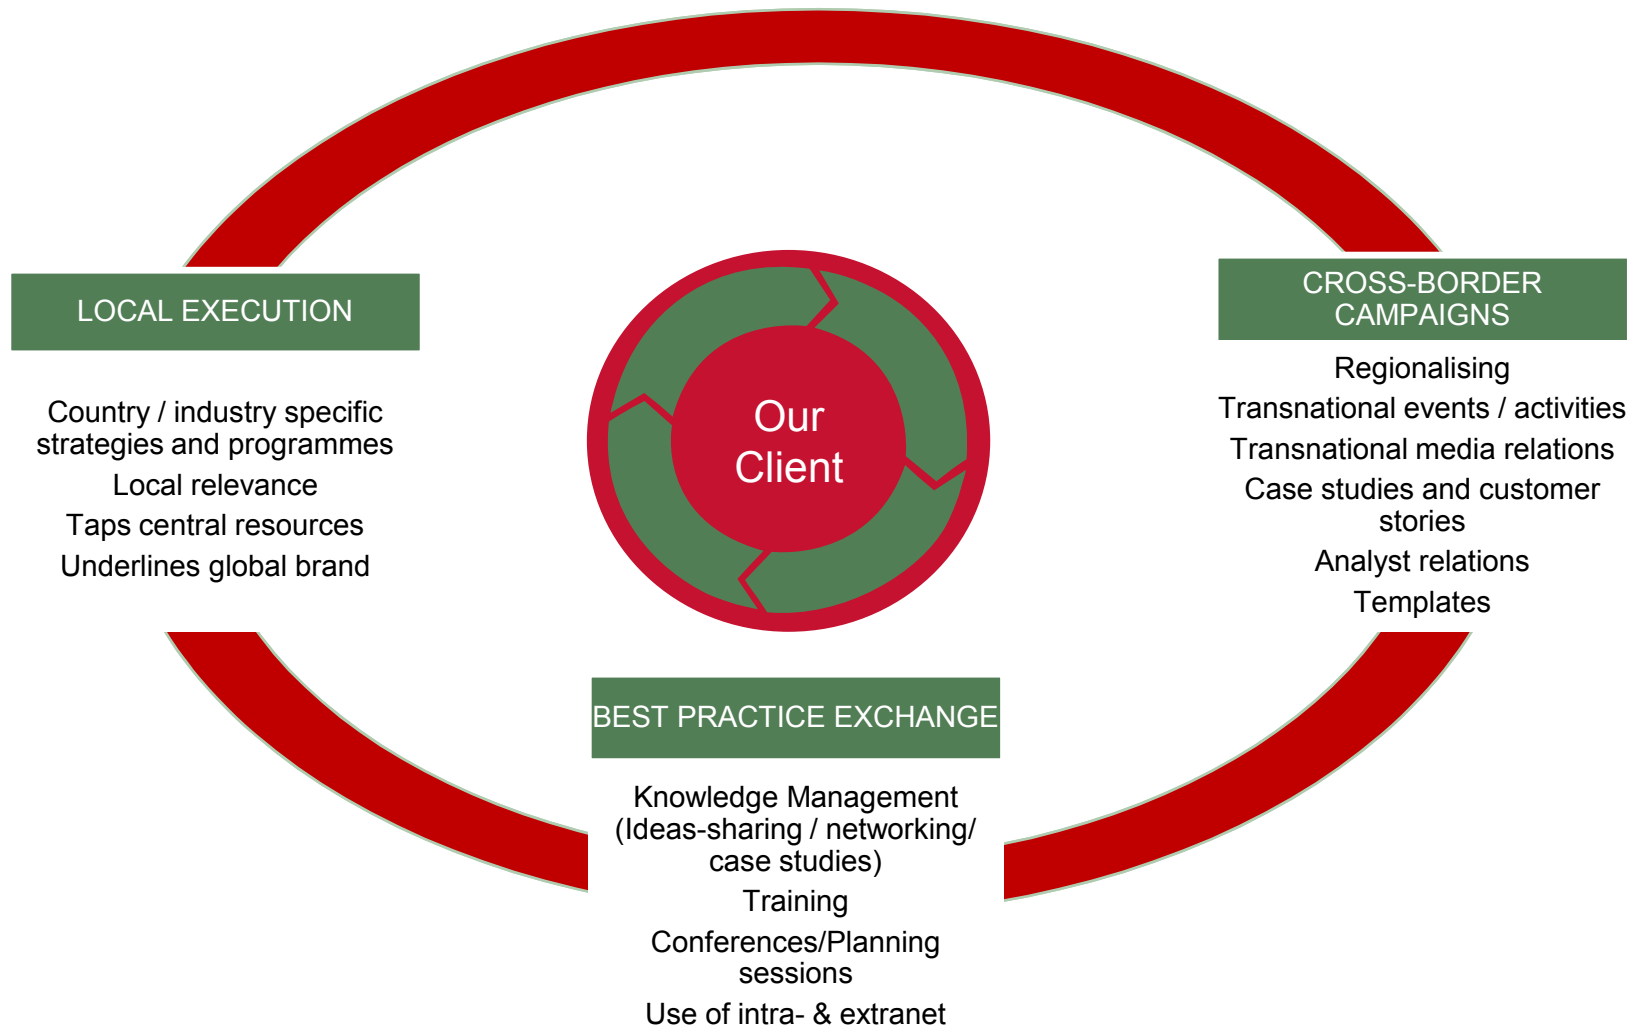 LOCAL EXECUTION
Country / industry specific
strategies and programmes
Local relevance
Taps central resources
Underlines global brand
Our
Client
CROSS-BORDER
CAMPAIGNS
Regionalising
Transnational events / activities
Transnational media relations
Case studies and customer
stories
Analyst relations
Templates
BEST PRACTICE EXCHANGE
Knowledge Management
(Ideas-sharing / networking/
case studies)
Training
Conferences/Planning
sessions
Use of intra- & extranet